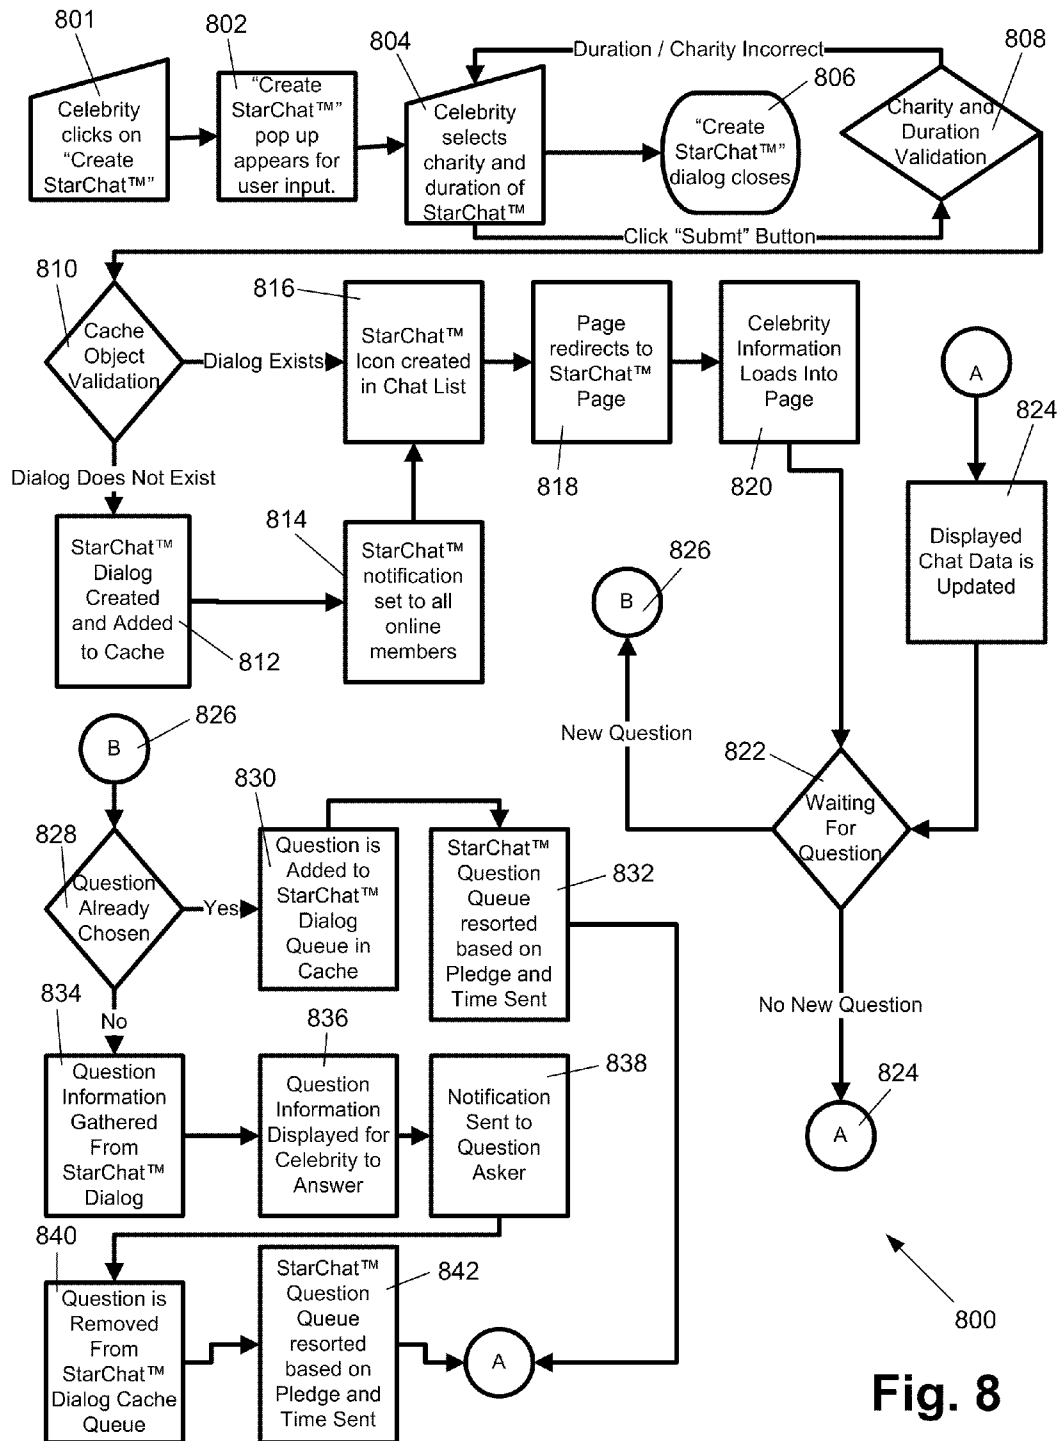 801
802
804
Duration / Charity Incorrect
808
806
Celebrity
clicks on
“Create
StarChat™”
“Create
StarChat™”
pop up
appears for
user input.
Celebrity
selects
charity and
duration of
StarChat™
“Create
StarChat™”
dialog closes
Charity and
Duration
Validation
Click “Submt” Button
810
Cache
Object
Validation
Dialog Exists
816
StarChat™
Icon created
in Chat List
Page
redirects to
StarChat™
Page
818
Celebrity
Information
Loads Into
Page
820
A
824
Displayed
Chat Data is
Updated
Dialog Does Not Exist
StarChat™
Dialog
Created
and Added
to Cache
812
814
StarChat™
notification
set to all
online
members
826
B
New Question
822
Waiting
For
Question
No New Question
824
A
826
B
828
Question
Already
Chosen
Yes
830
Question is
Added to
StarChat™
Dialog
Queue in
Cache
StarChat™
Question
Queue
resorted
based on
Pledge and
Time Sent
832
No
834
Question
Information
Gathered
From
StarChat™
Dialog
836
Question
Information
Displayed for
Celebrity to
Answer
838
Notification
Sent to
Question
Asker
840
Question is
Removed
From
StarChat™
Dialog Cache
Queue
StarChat™
Question
Queue
resorted
based on
Pledge and
Time Sent
842
A
800
Fig. 8